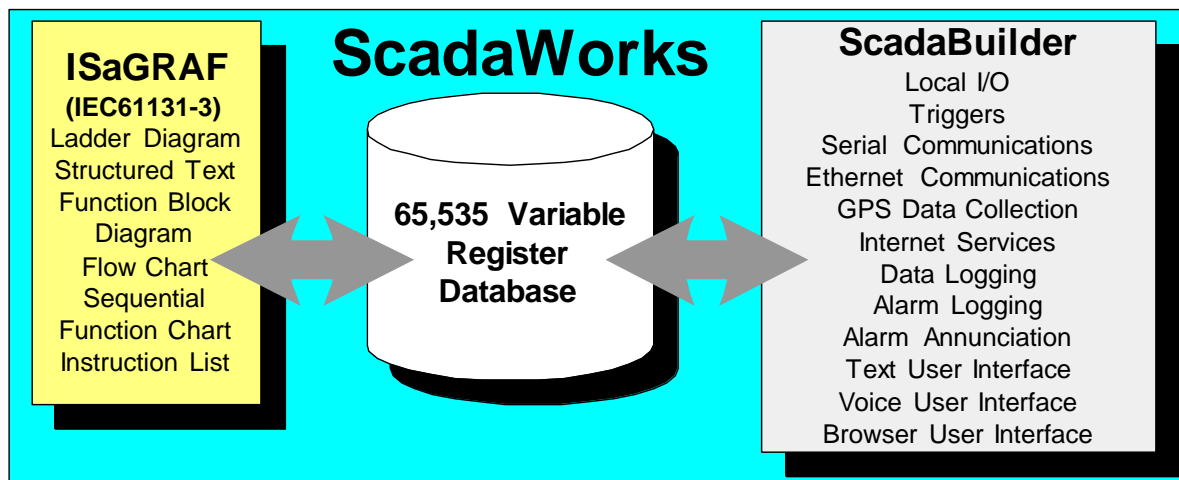 ScadaWorks
ISaGRAF
(IEC61131-3)
Ladder Diagram
Structured Text
Function Block
Diagram
Flow Chart
Sequential
Function Chart
Instruction List
65,535 Variable
Register
Database
ScadaBuilder
Local I/O
Triggers
Serial Communications
Ethernet Communications
GPS Data Collection
Internet Services
Data Logging
Alarm Logging
Alarm Annunciation
Text User Interface
Voice User Interface
Browser User Interface